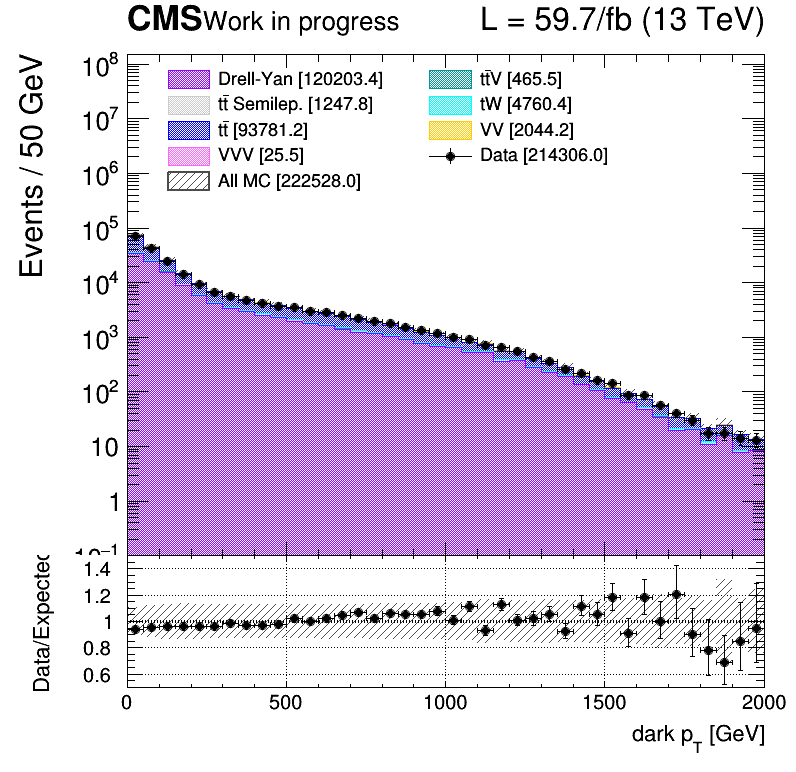 CMS Work in progress L = 59.7/fb (13 TeV)
Events / 50 GeV
10⁸
10⁷
10⁶
10⁵
10⁴
10³
10²
10
1
10⁻¹
Drell-Yan [120203.4]
tt̄ Semilep. [1247.8]
tt̄ [93781.2]
VVV [25.5]
All MC [222528.0]
tt̄V [465.5]
tW [4760.4]
VV [2044.2]
Data [214306.0]
Data/Expected
1.4
1.2
1
0.8
0.6
0 500 1000 1500 2000
dark p_T [GeV]